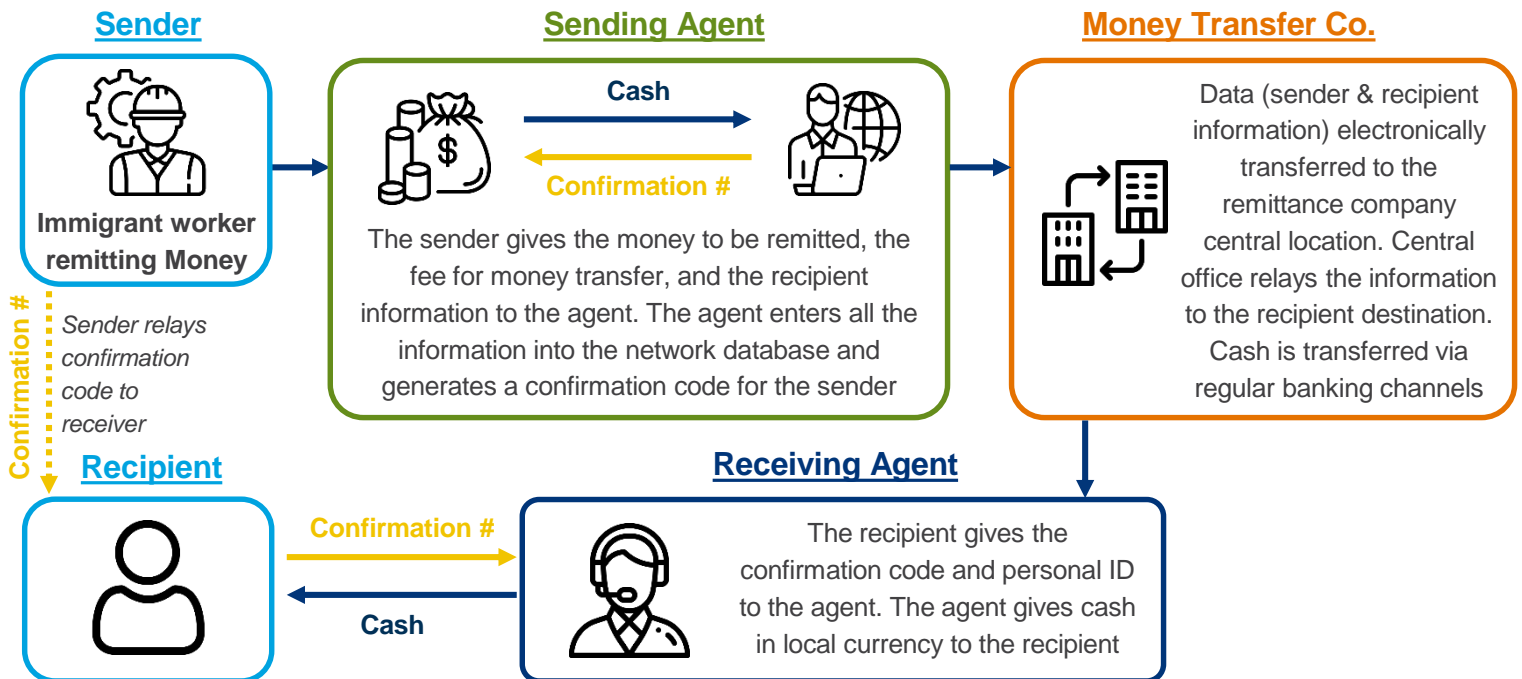 Sender
Immigrant worker
remitting Money
Sending Agent
Cash
$
Confirmation #
The sender gives the money to be remitted, the
fee for money transfer, and the recipient
information to the agent. The agent enters all the
information into the network database and
generates a confirmation code for the sender
Money Transfer Co.
Data (sender & recipient
information) electronically
transferred to the
remittance company
central location. Central
office relays the information
to the recipient destination.
Cash is transferred via
regular banking channels
Confirmation #
Sender relays
confirmation
code to
receiver
Recipient
Confirmation #
Cash
Receiving Agent
The recipient gives the
confirmation code and personal ID
to the agent. The agent gives cash
in local currency to the recipient